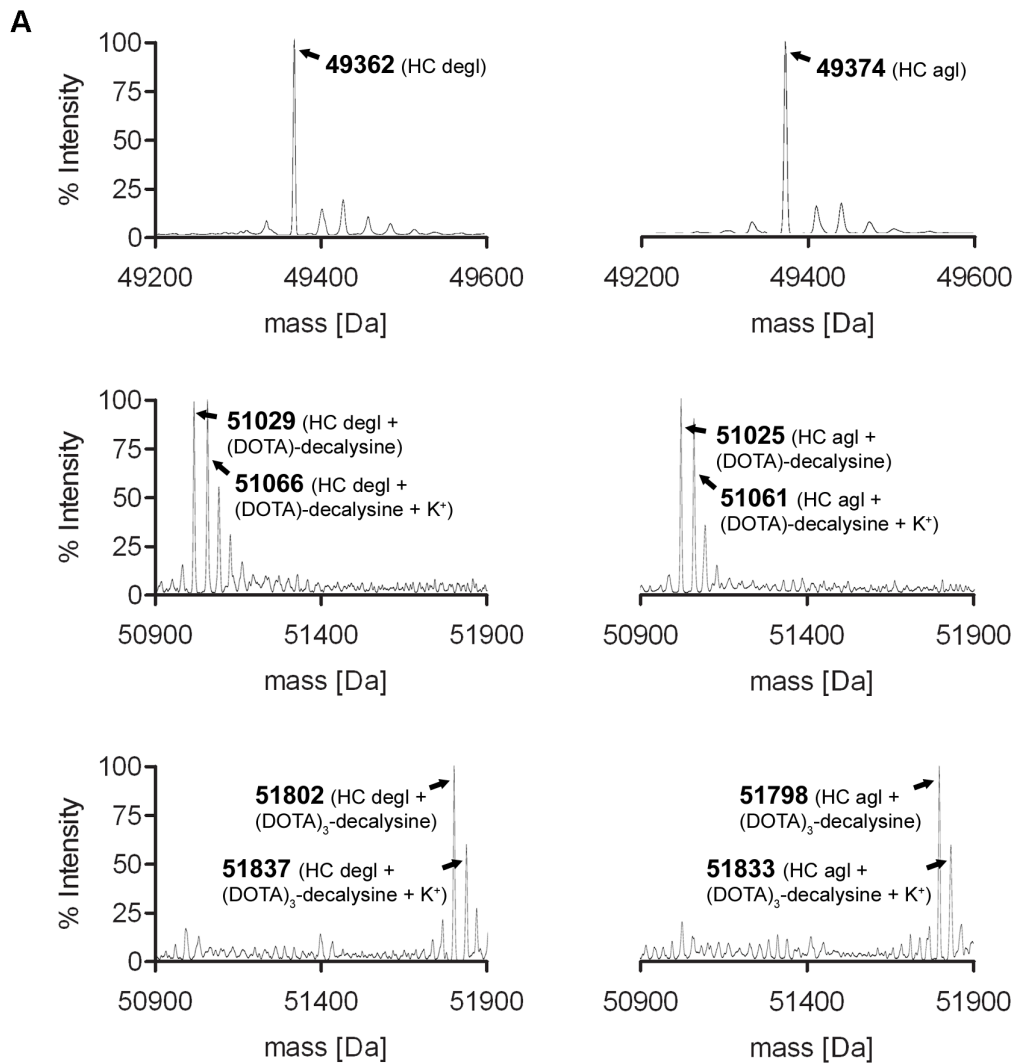 A
100
75
50
25
0
% Intensity
49362 (HC degl)
49200
49400
49600
mass [Da]
49374 (HC agl)
49200
49400
49600
mass [Da]
100
75
50
25
0
% Intensity
51029 (HC degl +
(DOTA)-decalysine)
51066 (HC degl +
(DOTA)-decalysine + K⁺)
50900
51400
51900
mass [Da]
51025 (HC agl +
(DOTA)-decalysine)
51061 (HC agl +
(DOTA)-decalysine + K⁺)
50900
51400
51900
mass [Da]
100
75
50
25
0
% Intensity
51802 (HC degl +
(DOTA)₃-decalysine)
51837 (HC degl +
(DOTA)₃-decalysine + K⁺)
50900
51400
51900
mass [Da]
51798 (HC agl +
(DOTA)₃-decalysine)
51833 (HC agl +
(DOTA)₃-decalysine + K⁺)
50900
51400
51900
mass [Da]